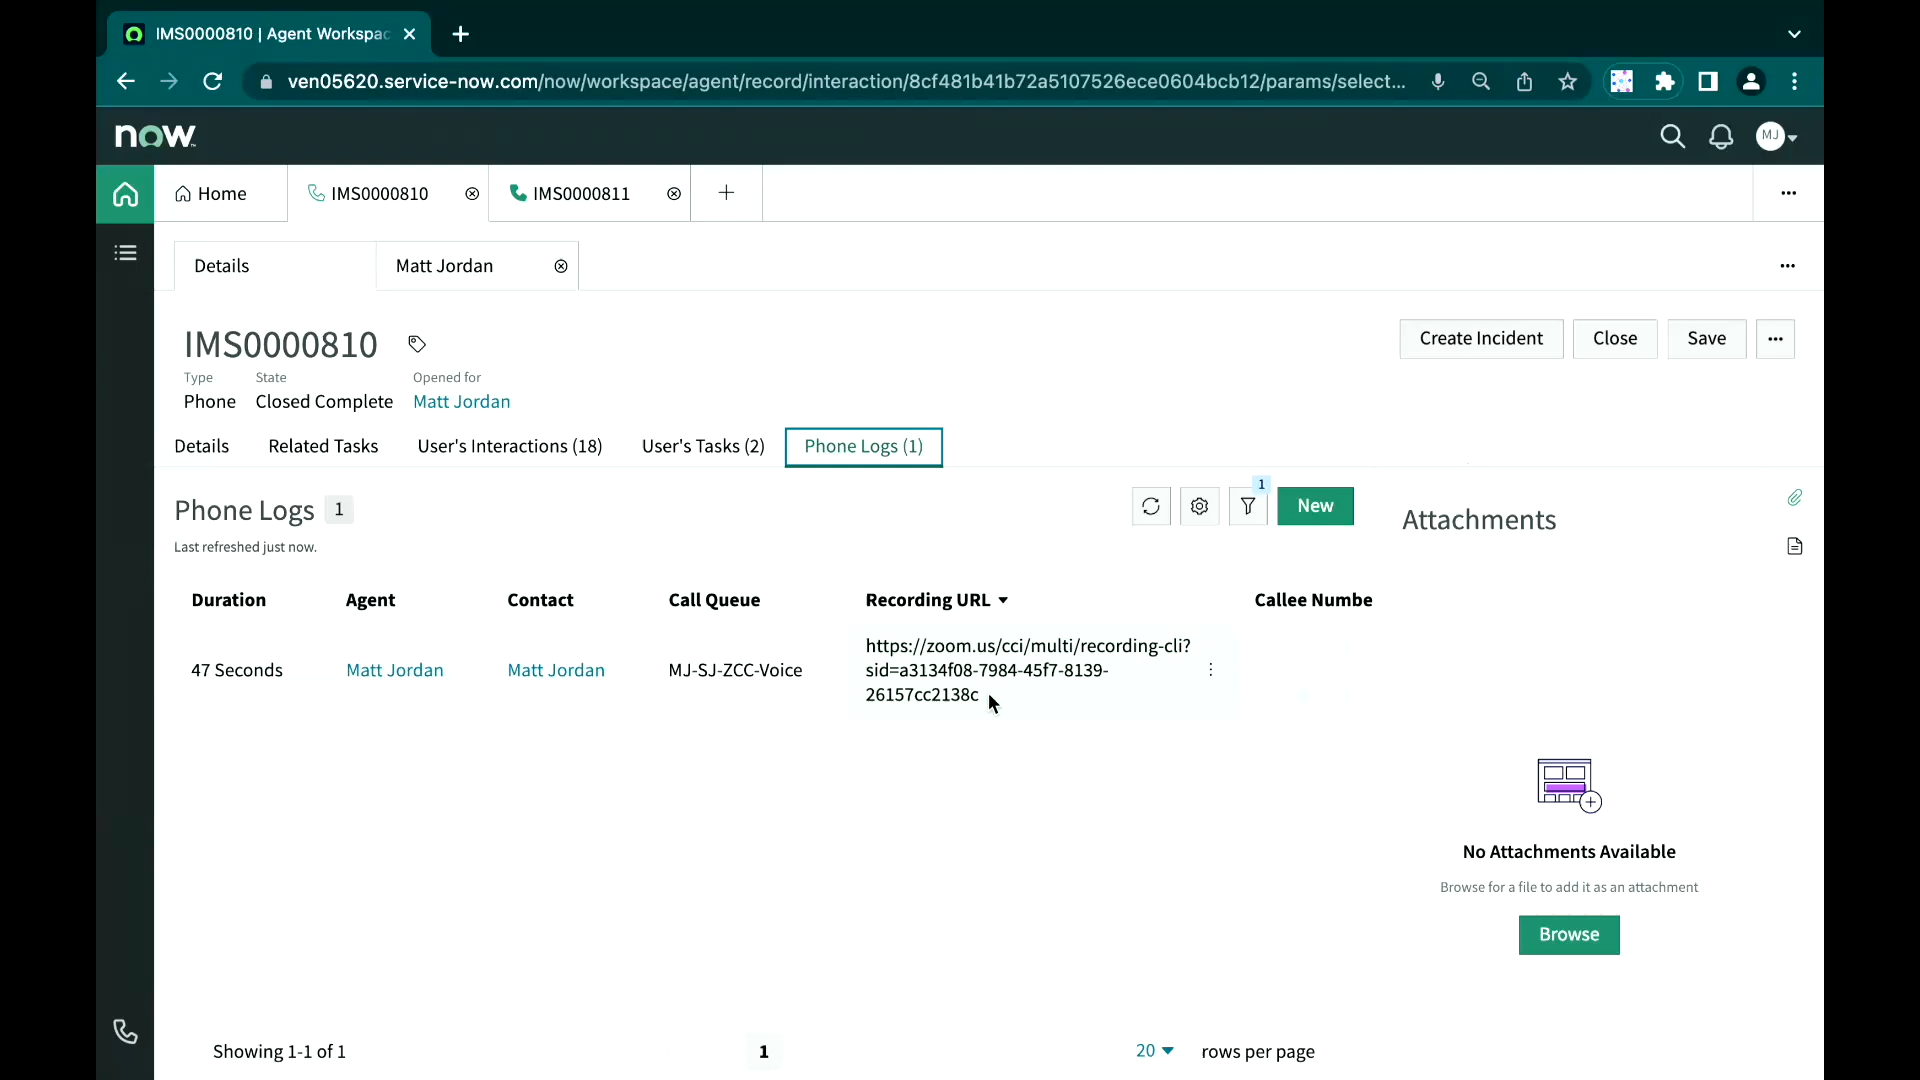 IMS0000810 | Agent Workspac
ven05620.service-now.com/now/workspace/agent/record/interaction/8cf481b41b72a5107526ece0604bcb12/params/select...
now
MJ
Home
IMS0000810
IMS0000811
Details
Matt Jordan
IMS0000810
Create Incident
Close
Save
Type
State
Opened for
Phone
Closed Complete
Matt Jordan
Details
Related Tasks
User's Interactions (18)
User's Tasks (2)
Phone Logs (1)
Phone Logs 1
1
New
Attachments
Last refreshed just now.
Duration
Agent
Contact
Call Queue
Recording URL
Callee Numbe
47 Seconds
Matt Jordan
Matt Jordan
MJ-SJ-ZCC-Voice
https://zoom.us/cci/multi/recording-cli?
sid=a3134f08-7984-45f7-8139-
26157cc2138c
No Attachments Available
Browse for a file to add it as an attachment
Browse
Showing 1-1 of 1
1
20
rows per page